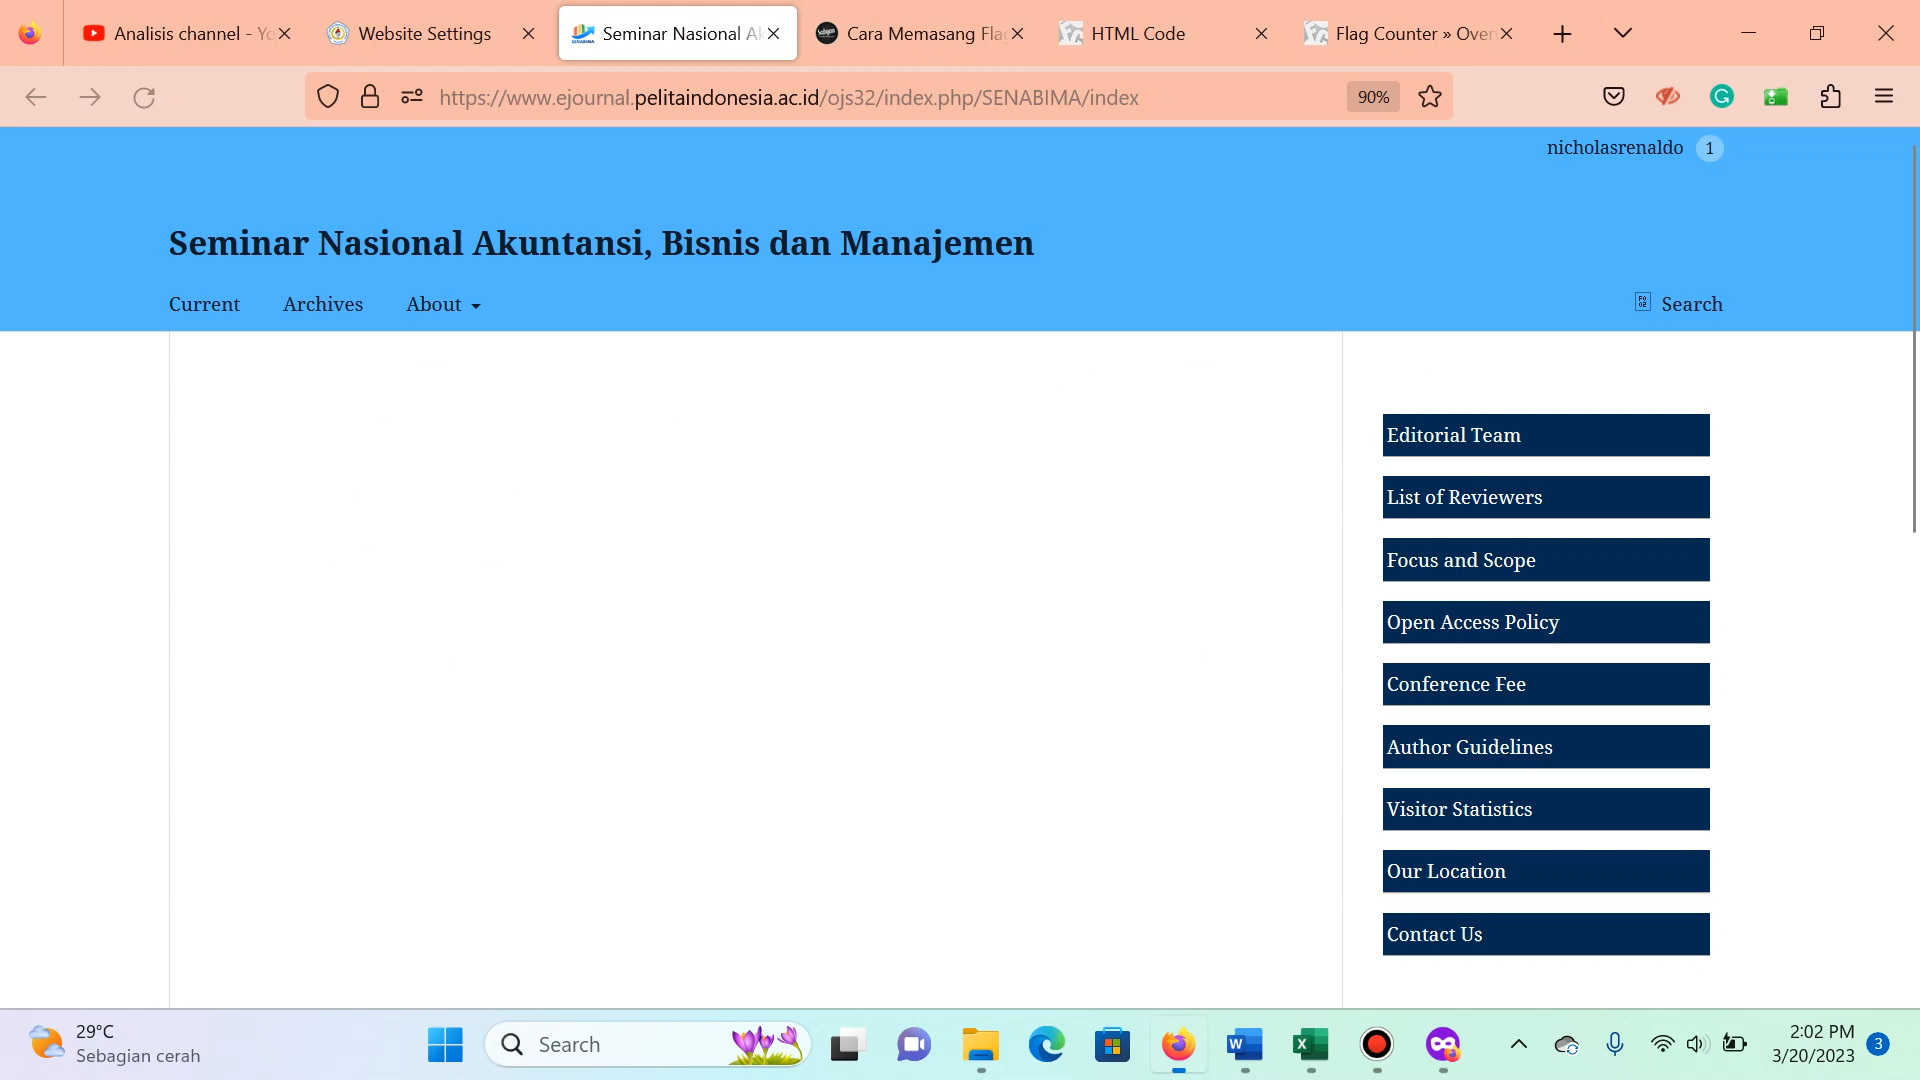 Analisis channel - Yo
Website Settings
Seminar Nasional Ak
Cara Memasang Flag
HTML Code
Flag Counter » Over
https://www.ejournal.pelitaindonesia.ac.id/ojs32/index.php/SENABIMA/index
90%
nicholasrenaldo 1
Seminar Nasional Akuntansi, Bisnis dan Manajemen
Current
Archives
About
Search
Editorial Team
List of Reviewers
Focus and Scope
Open Access Policy
Conference Fee
Author Guidelines
Visitor Statistics
Our Location
Contact Us
29°C
Sebagian cerah
Search
2:02 PM
3/20/2023
3